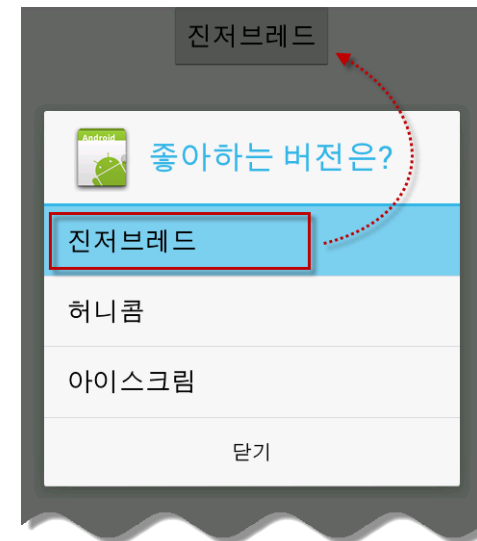 진저브레드
Android
좋아하는 버전은?
진저브레드
허니콤
아이스크림
닫기